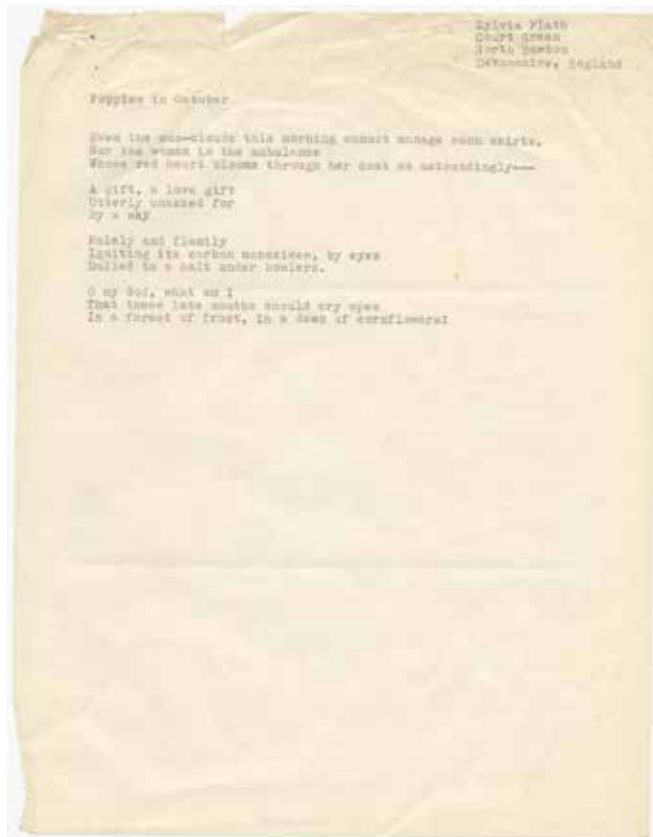 Sylvia Plath
Court Green
North Tawton
Devonshire, England
Poppies in October
Even the sun-clouds this morning cannot manage such skirts.
Nor the woman in the ambulance
Whose red heart blooms through her coat so astoundingly---
A gift, a love gift
Utterly unasked for
By a sky
Palely and flamily
Igniting its carbon monoxides, by eyes
Dulled to a halt under bowlers.
O my God, what am I
That these late mouths should cry open
In a forest of frost, in a dawn of cornflowers!